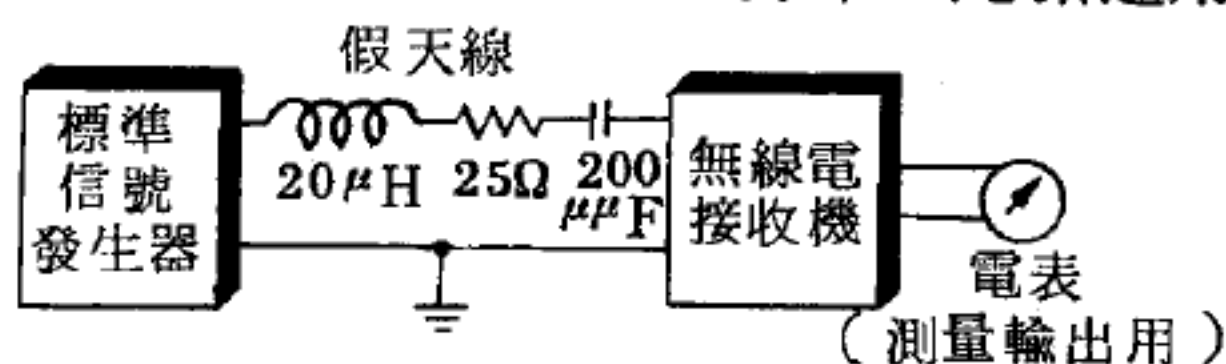 假天線
標準
信號
發生器
20μH 25Ω 200
μμF
無線電
接收機
電表
（測量輸出用）